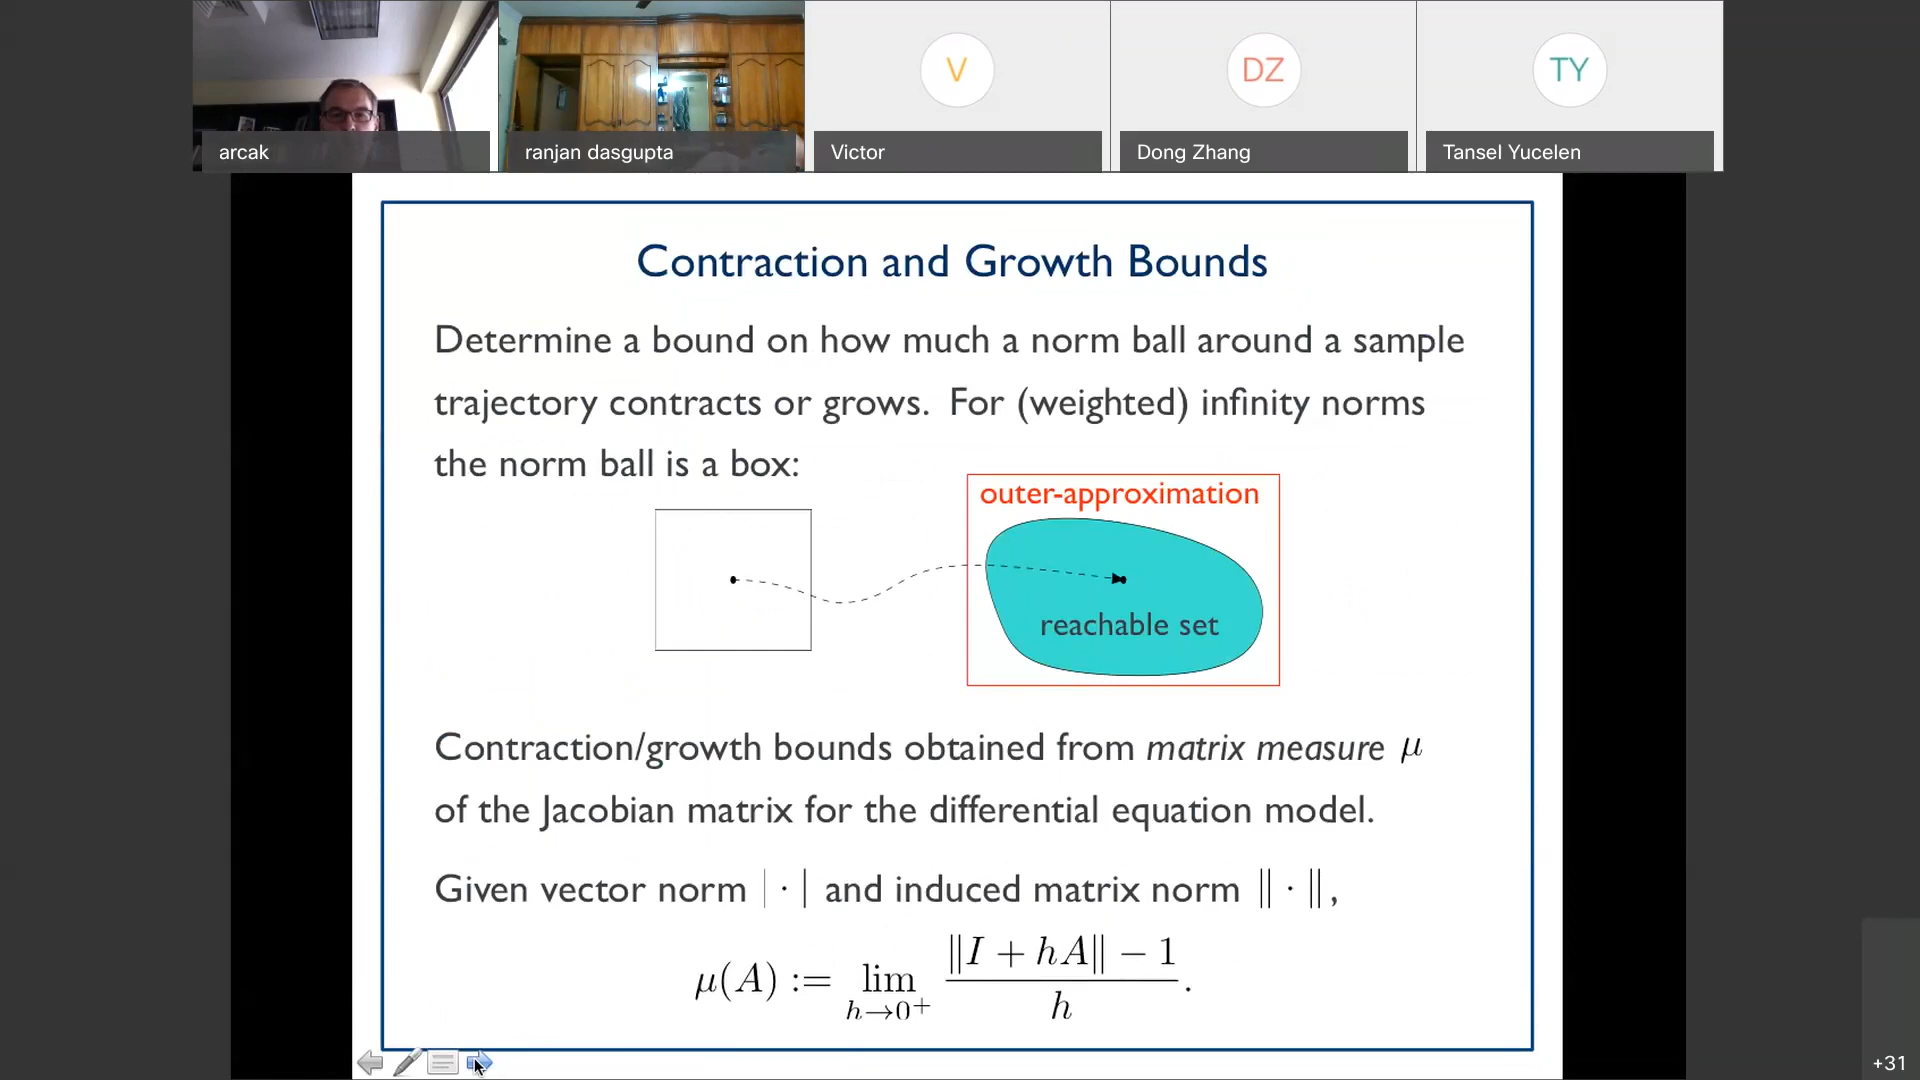 arcak
ranjan dasgupta
V
Victor
DZ
Dong Zhang
TY
Tansel Yucelen
Contraction and Growth Bounds
Determine a bound on how much a norm ball around a sample
trajectory contracts or grows. For (weighted) infinity norms
the norm ball is a box:
outer-approximation
reachable set
Contraction/growth bounds obtained from matrix measure μ
of the Jacobian matrix for the differential equation model.
Given vector norm | · | and induced matrix norm ‖ · ‖,
μ(A) := lim_{h→0⁺} (‖I + hA‖ − 1) / h.
+31